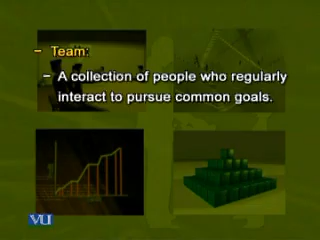 - Team:
- A collection of people who regularly
interact to pursue common goals.
VU